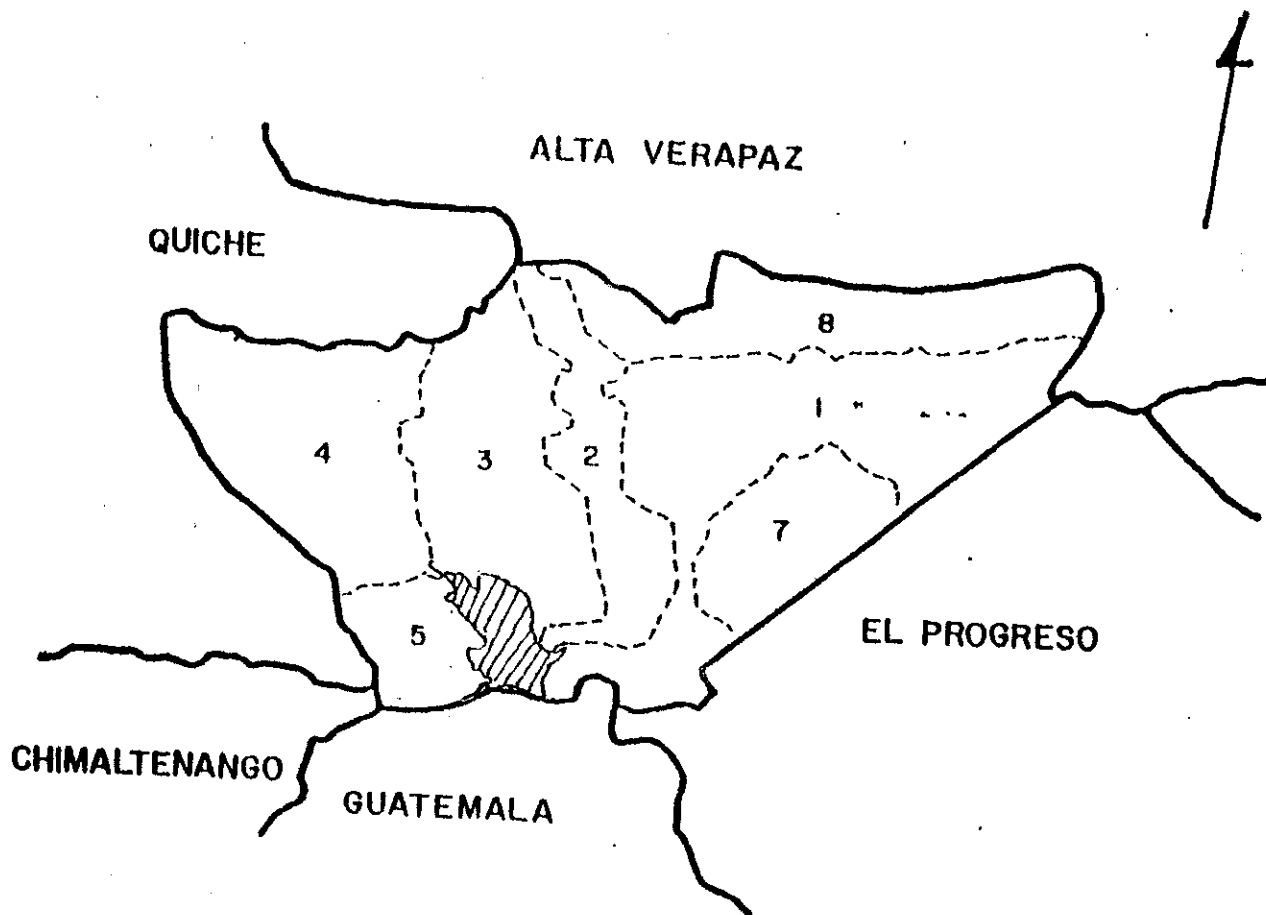 ALTA VERAPAZ
QUICHE
8
1
4
3
2
7
5
EL PROGRESO
CHIMALTENANGO
GUATEMALA